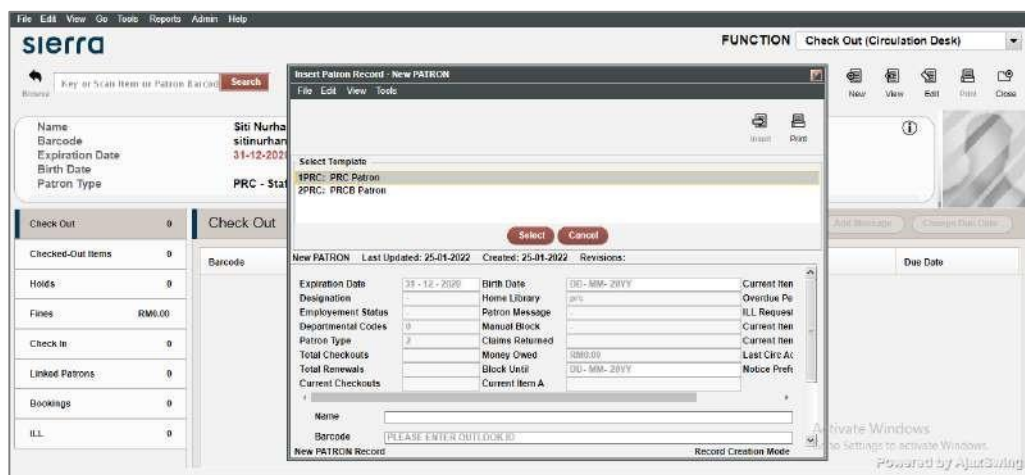 File Edit View Go Tools Reports Admin Help
sierra
FUNCTION Check Out (Circulation Desk)
Browse
Key or Scan Item or Patron Barcod
Search
New View Edit Print Close
Name Siti Nurha
Barcode sitinurhan
Expiration Date 31-12-202
Birth Date
Patron Type PRC - Staf
Check Out 0
Checked-Out Items 0
Holds 0
Fines RM0.00
Check In 0
Linked Patrons 0
Bookings 0
ILL 0
Check Out
Add Message
Change Due Date
Barcode
Due Date
Insert Patron Record - New PATRON
File Edit View Tools
Insert Print
Select Template
1PRC: PRC Patron
2PRC: PRCB Patron
Select Cancel
New PATRON Last Updated: 25-01-2022 Created: 25-01-2022 Revisions:
Expiration Date 31 - 12 - 2020 Birth Date DD- MM- 20YY Current Iten
Designation - Home Library prc Overdue Pe
Employement Status - Patron Message - ILL Request
Departmental Codes 0 Manual Block - Current Iten
Patron Type 2 Claims Returned Current Iten
Total Checkouts Money Owed RM0.00 Last Circ Ac
Total Renewals Block Until DD- MM- 20YY Notice Prefe
Current Checkouts Current Item A
Name
Barcode PLEASE ENTER OUTLOOK ID
New PATRON Record Record Creation Mode
Activate Windows
Go to Settings to activate Windows.
Powered by AjaxSwing